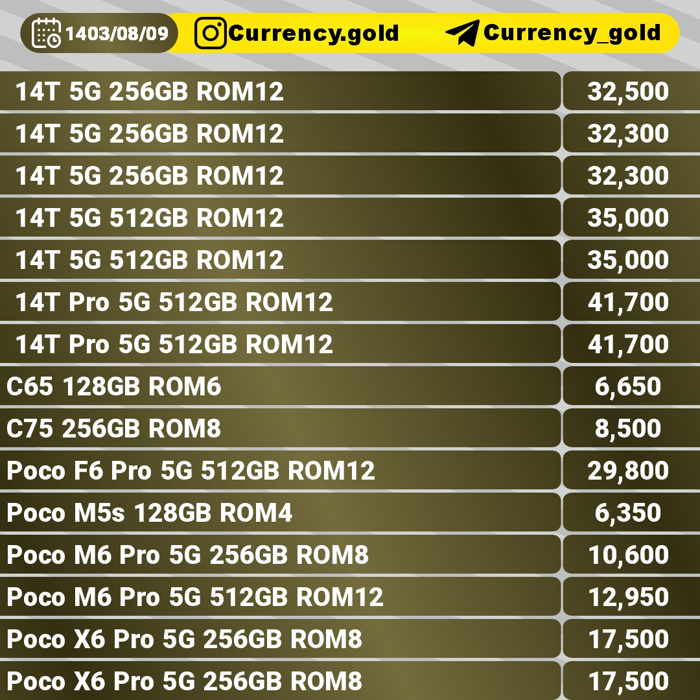 1403/08/09 Currency.gold Currency_gold
14T 5G 256GB ROM12 32,500
14T 5G 256GB ROM12 32,300
14T 5G 256GB ROM12 32,300
14T 5G 512GB ROM12 35,000
14T 5G 512GB ROM12 35,000
14T Pro 5G 512GB ROM12 41,700
14T Pro 5G 512GB ROM12 41,700
C65 128GB ROM6 6,650
C75 256GB ROM8 8,500
Poco F6 Pro 5G 512GB ROM12 29,800
Poco M5s 128GB ROM4 6,350
Poco M6 Pro 5G 256GB ROM8 10,600
Poco M6 Pro 5G 512GB ROM12 12,950
Poco X6 Pro 5G 256GB ROM8 17,500
Poco X6 Pro 5G 256GB ROM8 17,500